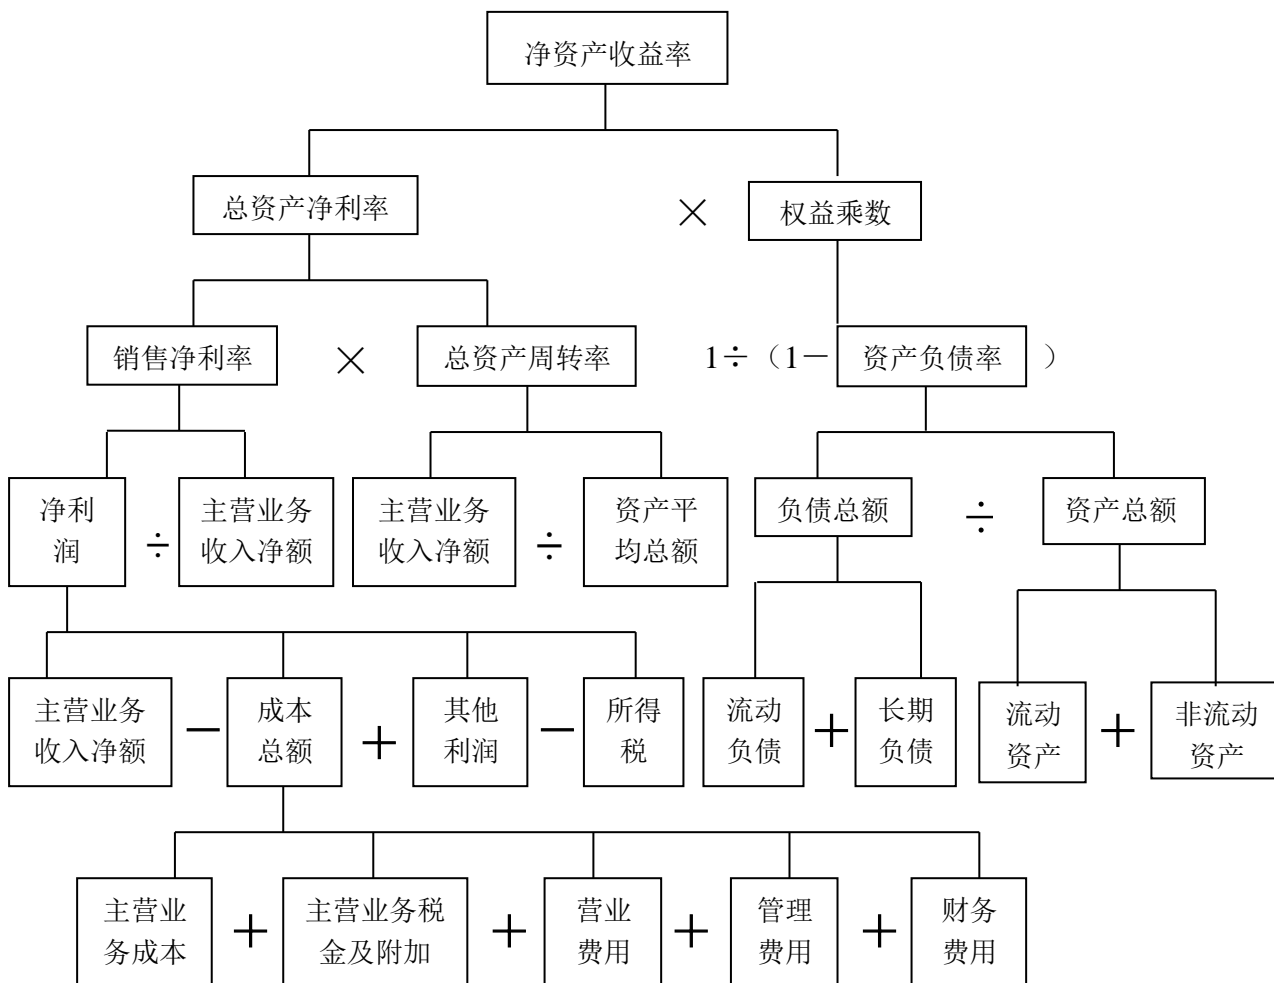 净资产收益率
总资产净利率
×
权益乘数
销售净利率
×
总资产周转率
1÷（1－
资产负债率
）
净利
润
÷
主营业务
收入净额
主营业务
收入净额
÷
资产平
均总额
负债总额
÷
资产总额
主营业务
收入净额
－
成本
总额
＋
其他
利润
－
所得
税
流动
负债
＋
长期
负债
流动
资产
＋
非流动
资产
主营业
务成本
＋
主营业务税
金及附加
＋
营业
费用
＋
管理
费用
＋
财务
费用